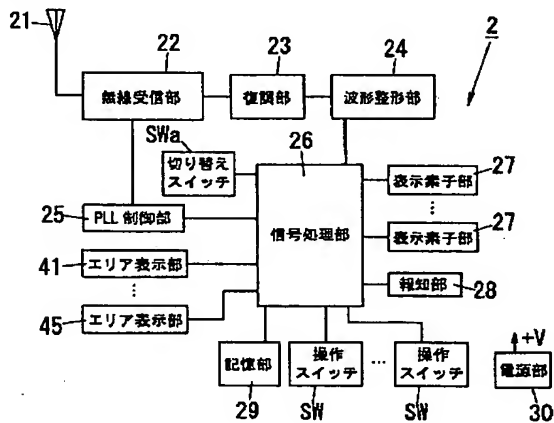 21
22
23
24
2
無線受信部
復調部
波形整形部
SWa
26
切り替え
スイッチ
27
表示素子部
25
PLL 制御部
信号処理部
27
表示素子部
41
エリア表示部
報知部
28
45
エリア表示部
記憶部
操作
スイッチ
…
操作
スイッチ
+V
電源部
29
SW
SW
30